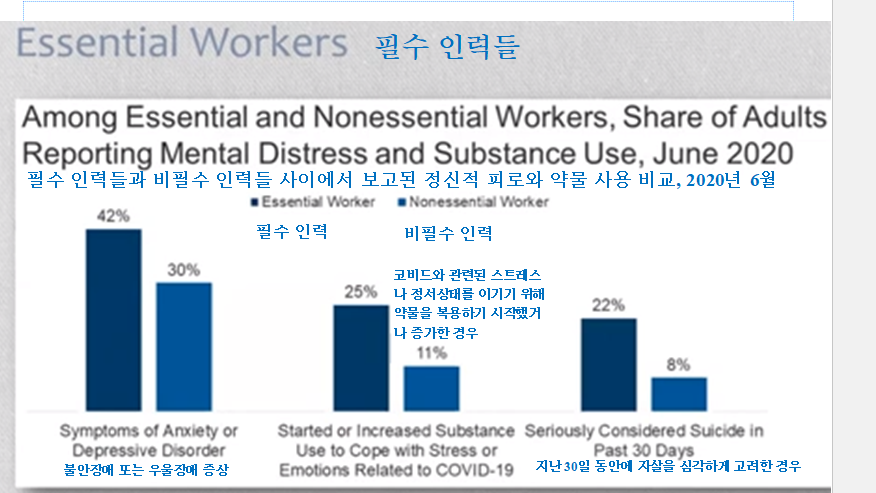 Essential Workers 필수 인력들
Among Essential and Nonessential Workers, Share of Adults
Reporting Mental Distress and Substance Use, June 2020
필수 인력들과 비필수 인력들 사이에서 보고된 정신적 피로와 약물 사용 비교, 2020년 6월
Essential Worker Nonessential Worker
필수 인력 비필수 인력
42%
30%
25%
11%
22%
8%
코비드와 관련된 스트레스
나 정서상태를 이기기 위해
약물을 복용하기 시작했거
나 증가한 경우
Symptoms of Anxiety or
Depressive Disorder
불안장애 또는 우울장애 증상
Started or Increased Substance
Use to Cope with Stress or
Emotions Related to COVID-19
Seriously Considered Suicide in
Past 30 Days
지난 30일 동안에 자살을 심각하게 고려한 경우